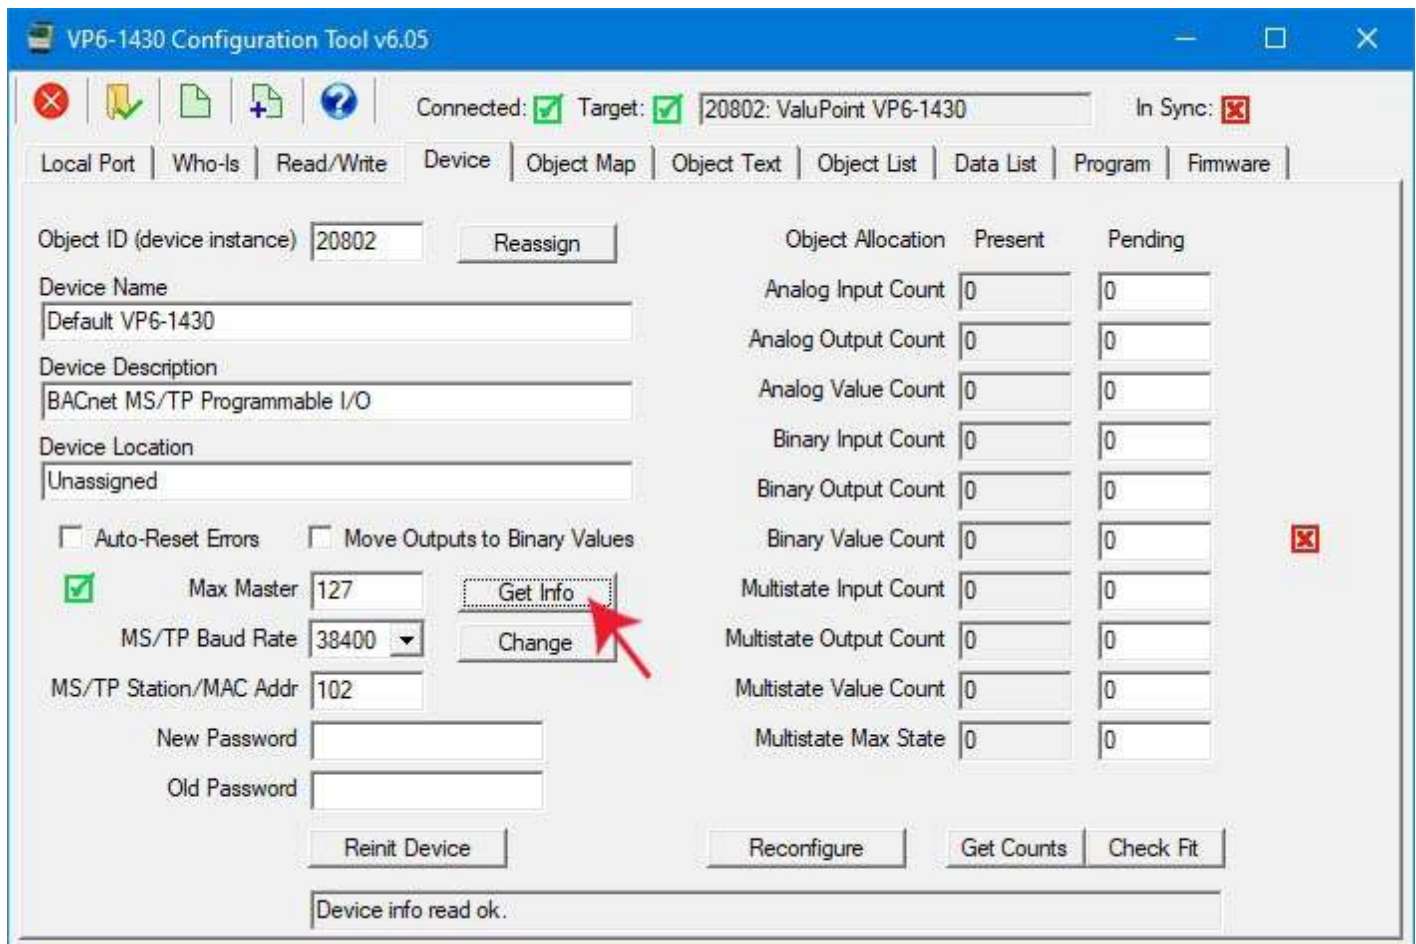 VP6-1430 Configuration Tool v6.05
Connected: Target: 20802: ValuPoint VP6-1430 In Sync:
Local Port Who-Is Read/Write Device Object Map Object Text Object List Data List Program Firmware
Object ID (device instance) 20802 Reassign
Device Name
Default VP6-1430
Device Description
BACnet MS/TP Programmable I/O
Device Location
Unassigned
Auto-Reset Errors Move Outputs to Binary Values
Max Master 127 Get Info
MS/TP Baud Rate 38400 Change
MS/TP Station/MAC Addr 102
New Password
Old Password
Reinit Device
Object Allocation Present Pending
Analog Input Count 0 0
Analog Output Count 0 0
Analog Value Count 0 0
Binary Input Count 0 0
Binary Output Count 0 0
Binary Value Count 0 0
Multistate Input Count 0 0
Multistate Output Count 0 0
Multistate Value Count 0 0
Multistate Max State 0 0
Reconfigure Get Counts Check Fit
Device info read ok.